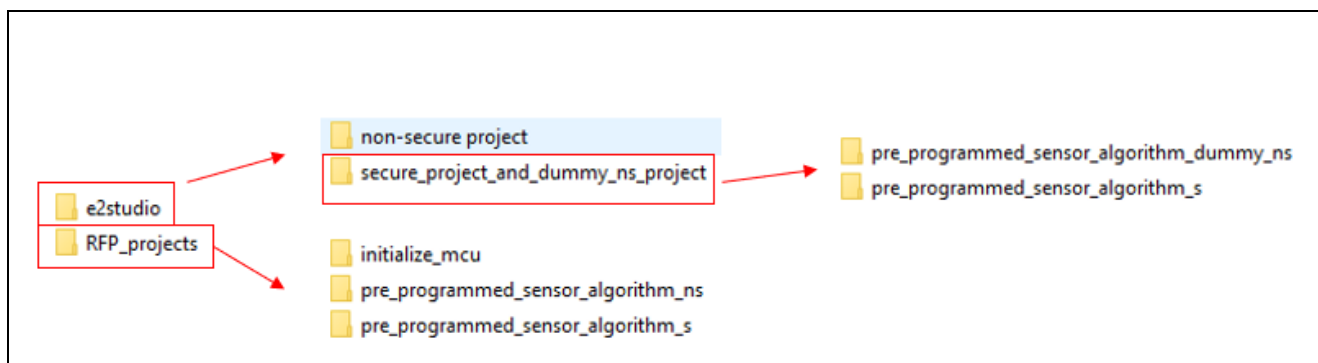 e2studio
RFP_projects
non-secure project
secure_project_and_dummy_ns_project
initialize_mcu
pre_programmed_sensor_algorithm_ns
pre_programmed_sensor_algorithm_s
pre_programmed_sensor_algorithm_dummy_ns
pre_programmed_sensor_algorithm_s